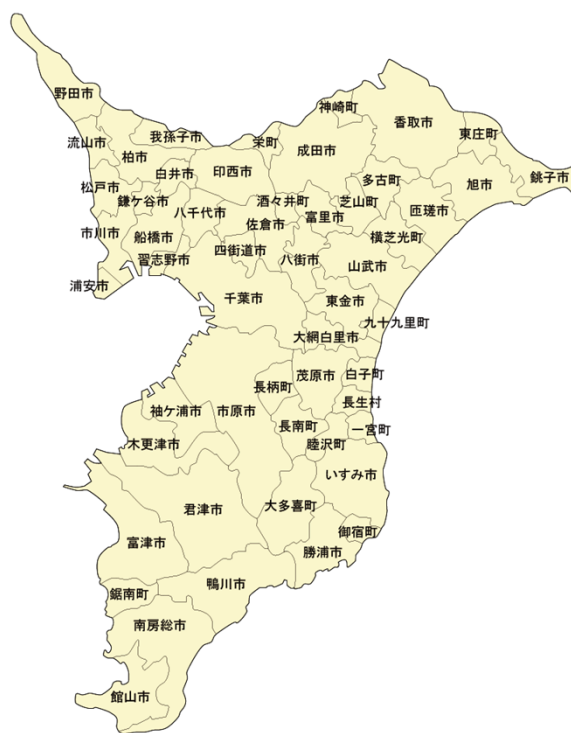 野田市
神崎町
香取市
東庄町
我孫子市
栄町
流山市
柏市
成田市
白井市
印西市
多古町
旭市
銚子市
松戸市
鎌ケ谷市
酒々井町
芝山町
八千代市
富里市
匝瑳市
佐倉市
市川市
船橋市
横芝光町
四街道市
習志野市
八街市
山武市
浦安市
千葉市
東金市
九十九里町
大網白里市
茂原市
白子町
長柄町
長生村
袖ケ浦市
市原市
長南町
一宮町
木更津市
睦沢町
いすみ市
君津市
大多喜町
御宿町
富津市
勝浦市
鴨川市
鋸南町
南房総市
館山市